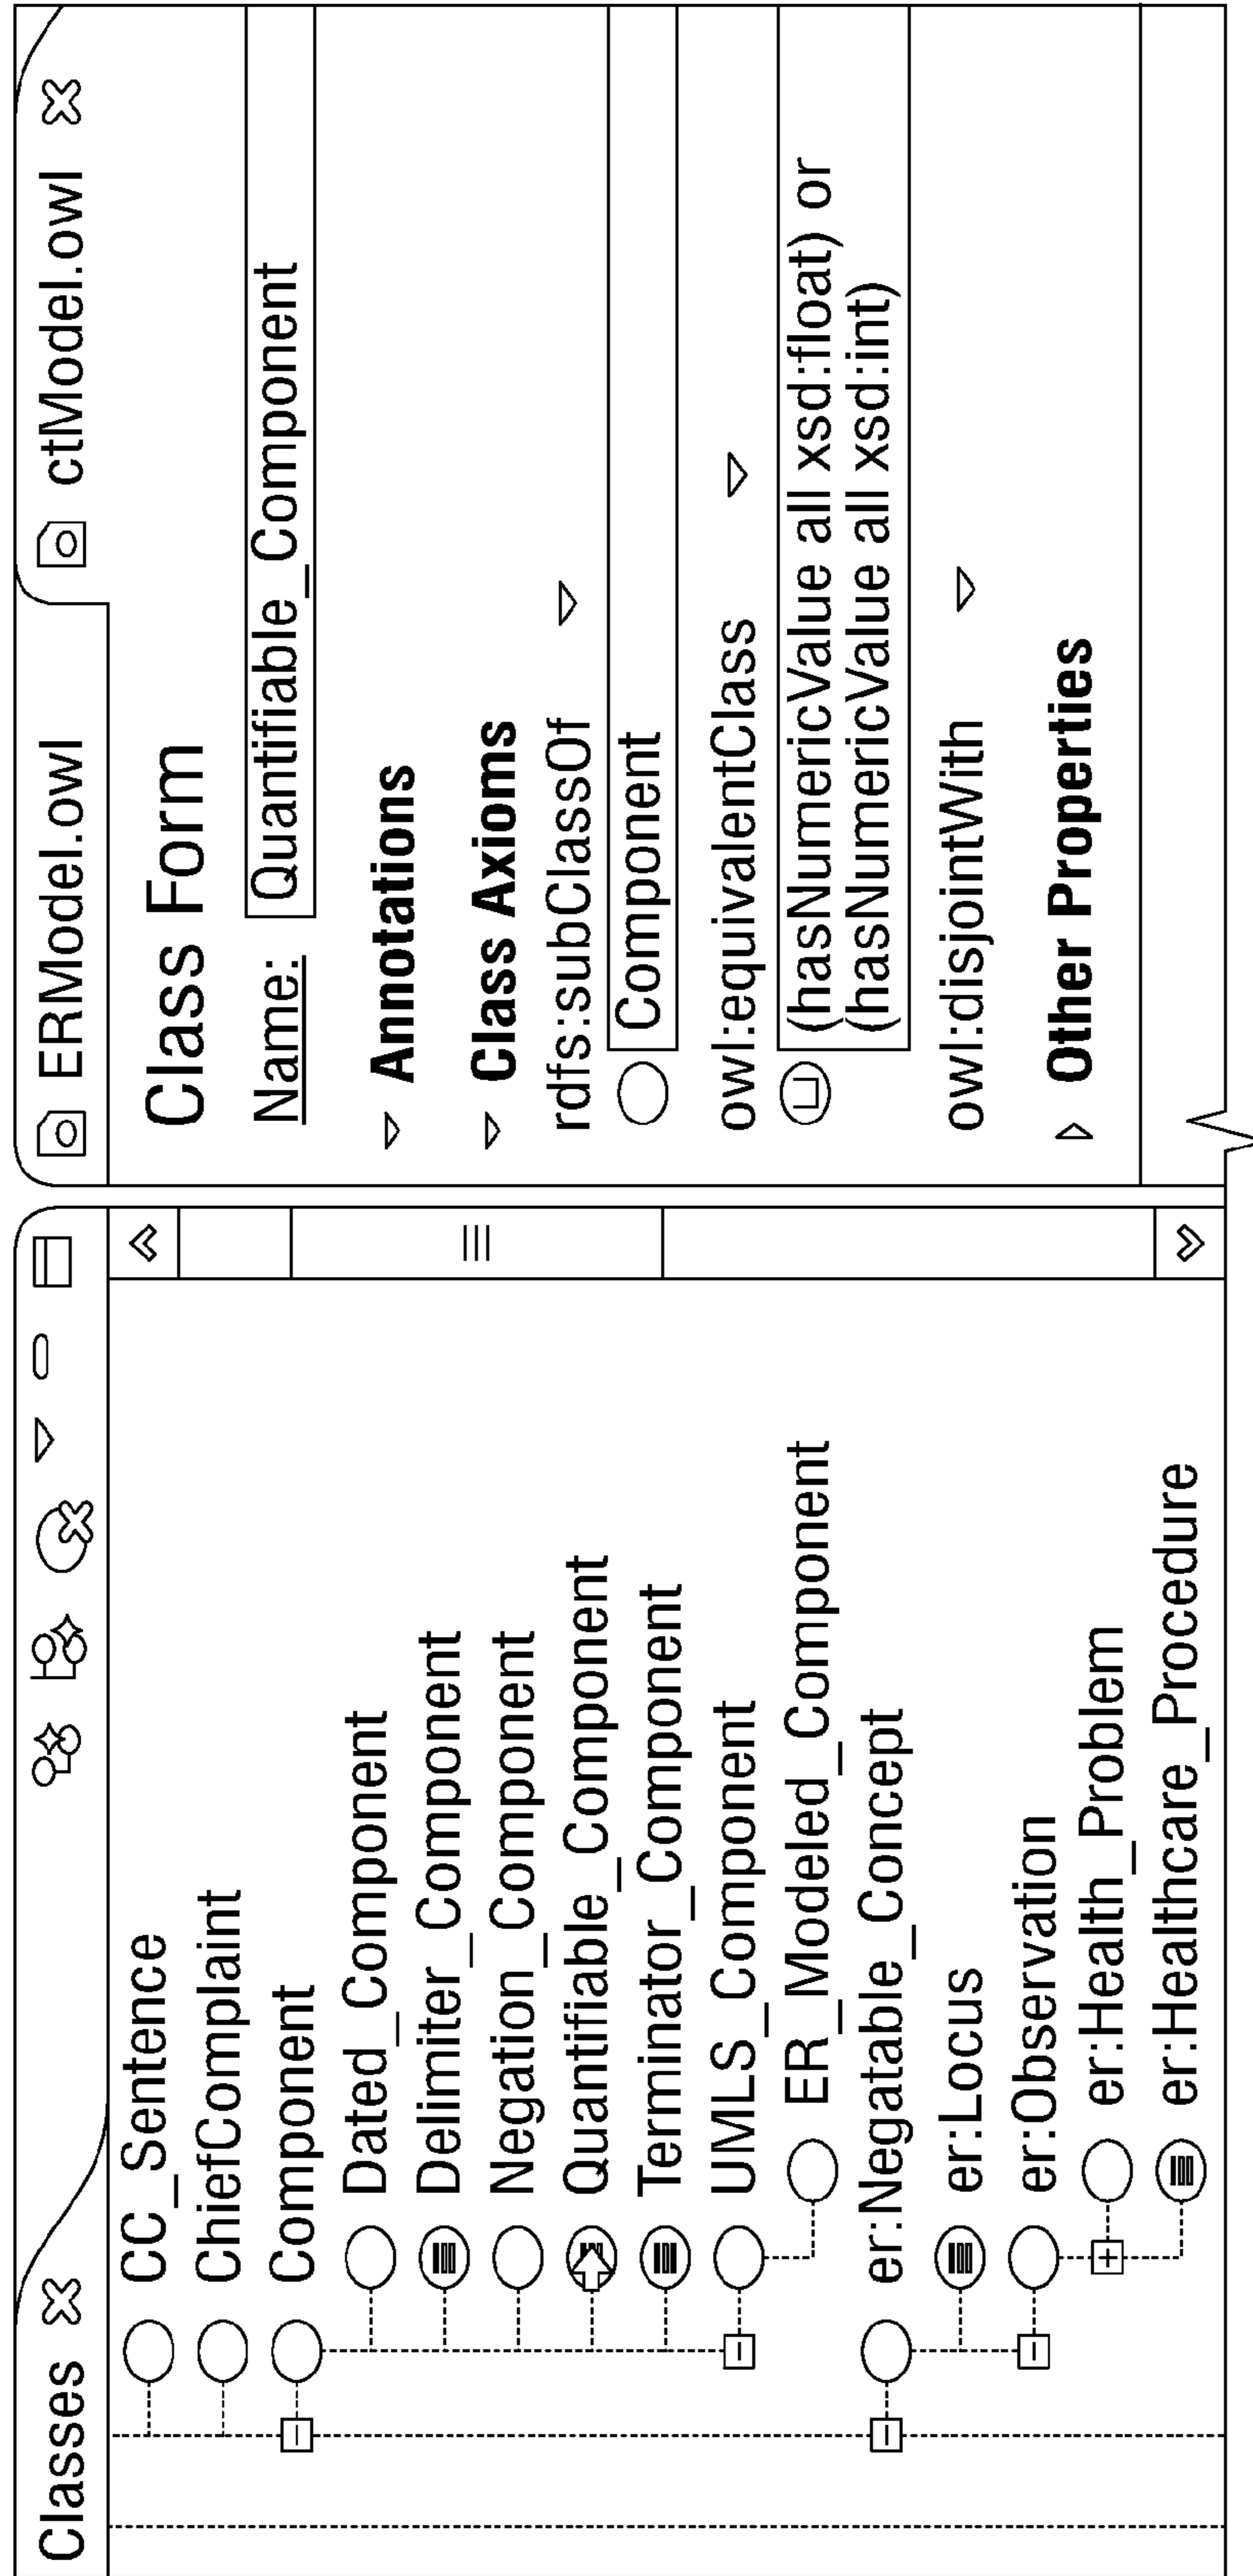 Classes
CC_Sentence
ChiefComplaint
Component
Dated_Component
Delimiter_Component
Negation_Component
Quantifiable_Component
Terminator_Component
UMLS_Component
ER_Modeled_Component
er:Negatable_Concept
er:Locus
er:Observation
er:Health_Problem
er:Healthcare_Procedure
ERModel.owl
ctModel.owl
Class Form
Name: Quantifiable_Component
Annotations
Class Axioms
rdfs:subClassOf
Component
owl:equivalentClass
(hasNumericValue all xsd:float) or
(hasNumericValue all xsd:int)
owl:disjointWith
Other Properties